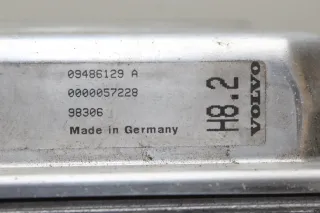 09486129 A
0000057228
98306
Made in Germany
H8.2
VOLVO